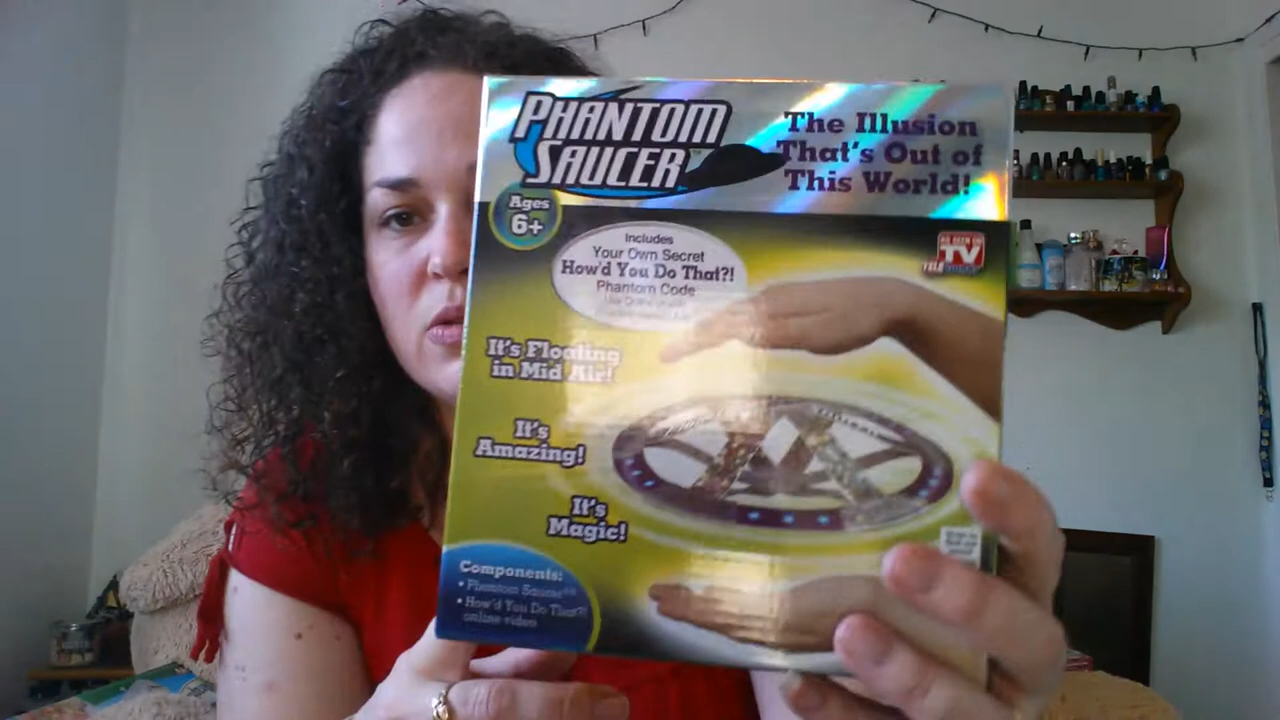 PHANTOM
SAUCER™
The Illusion
That's Out of
This World!
Ages
6+
Includes
Your Own Secret
How'd You Do That?!
Phantom Code
AS SEEN ON
TV
It's Floating
in Mid Air!
It's
Amazing!
It's
Magic!
Components:
• Phantom Saucer™
• How'd You Do That?!
online video